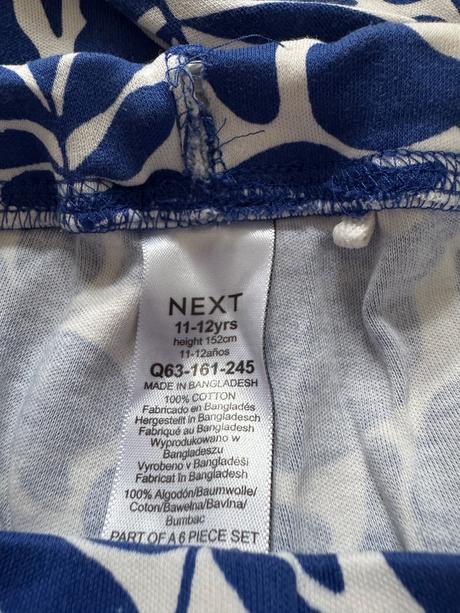 NEXT
11-12yrs
height 152cm
11-12años
Q63-161-245
MADE IN BANGLADESH
100% COTTON
Fabricado en Bangladés
Hergestellt in Bangladesch
Fabriqué au Bangladesh
Wyprodukowano w
Bangladeszu
Vyrobeno v Bangladéši
Fabricat în Bangladesh
100% Algodón/Baumwolle/
Coton/Bawełna/Bavlna/
Bumbac
PART OF A 6 PIECE SET